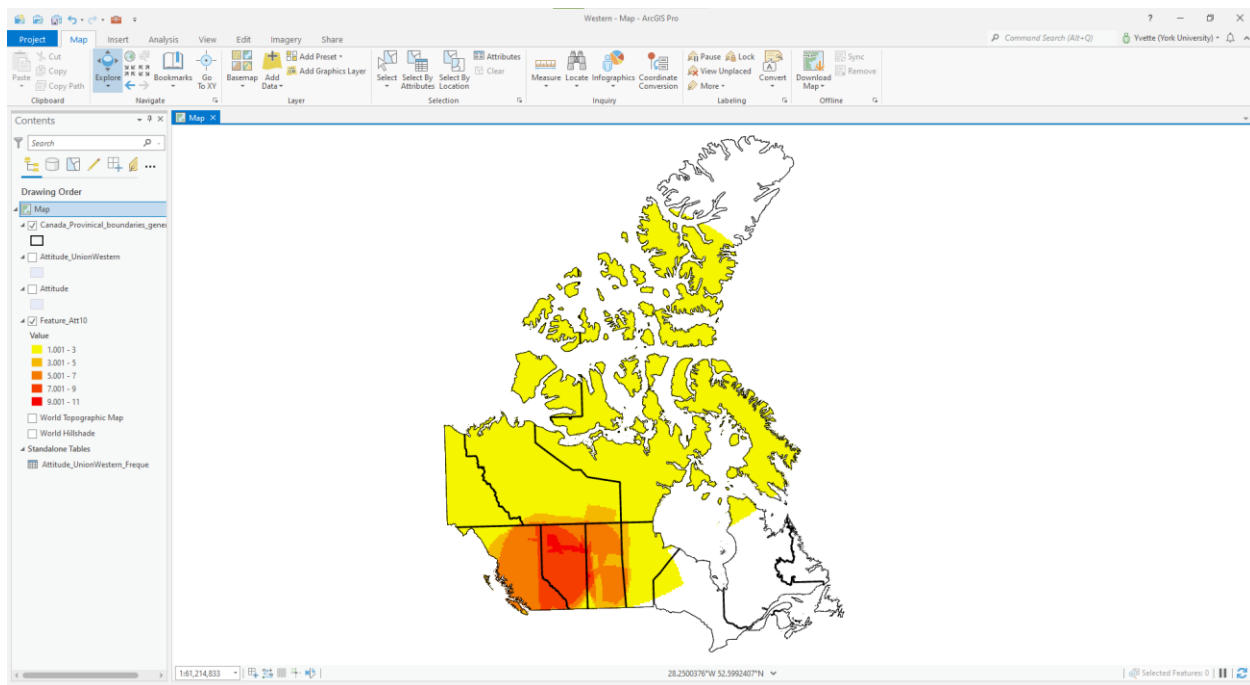 Western - Map - ArcGIS Pro
?
Project Map Insert Analysis View Edit Imagery Share
Command Search (Alt+Q)
Yvette (York University)
Paste
Cut
Copy
Copy Path
Clipboard
Explore
Bookmarks
Go To XY
Navigate
Basemap
Add Data
Add Preset
Add Graphics Layer
Layer
Select
Select By Attributes
Select By Location
Attributes
Clear
Selection
Measure
Locate
Infographics
Coordinate Conversion
Inquiry
Pause
Lock
View Unplaced
More
Convert
Labeling
Download Map
Sync
Remove
Offline
Contents
Map
Search
Drawing Order
Map
Canada_Provinical_boundaries_gener
Attitude_UnionWestern
Attitude
Feature_Att10
Value
1.001 - 3
3.001 - 5
5.001 - 7
7.001 - 9
9.001 - 11
World Topographic Map
World Hillshade
Standalone Tables
Attitude_UnionWestern_Freque
1:61,214,833
28.2500376°W 52.5992407°N
Selected Features: 0